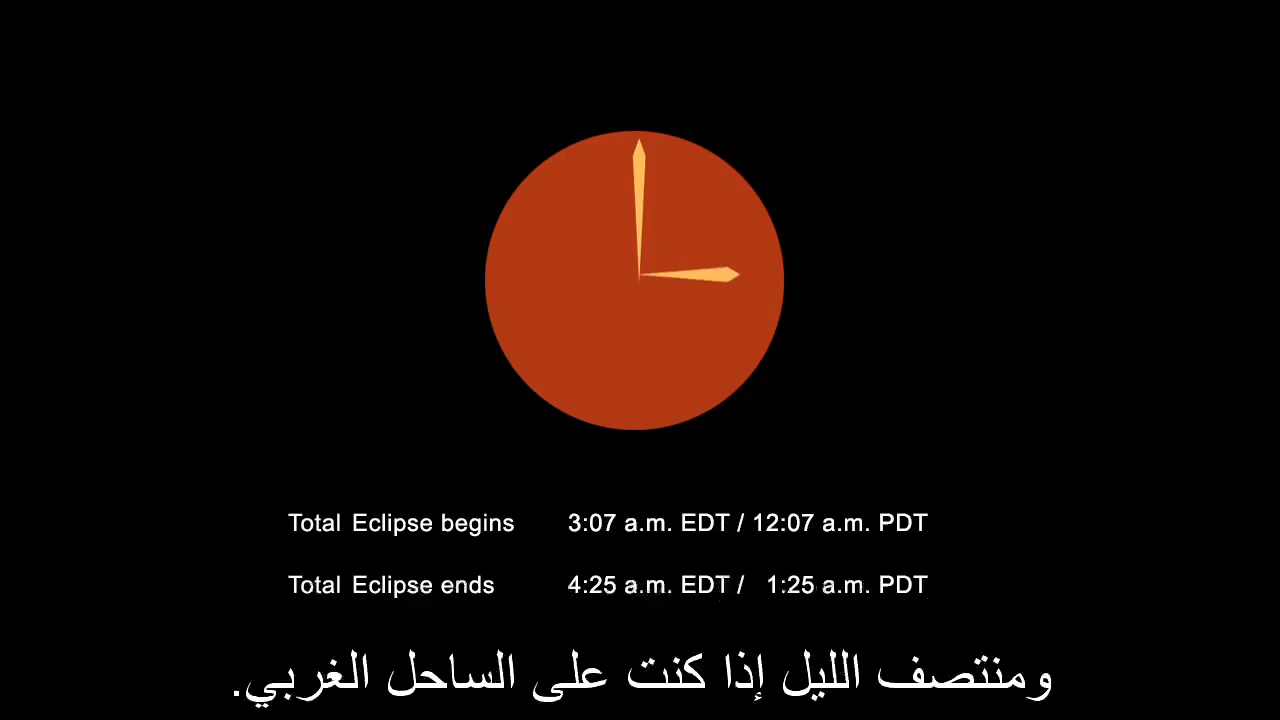 Total Eclipse begins 3:07 a.m. EDT / 12:07 a.m. PDT
Total Eclipse ends 4:25 a.m. EDT / 1:25 a.m. PDT
ومنتصف الليل إذا كنت على الساحل الغربي.